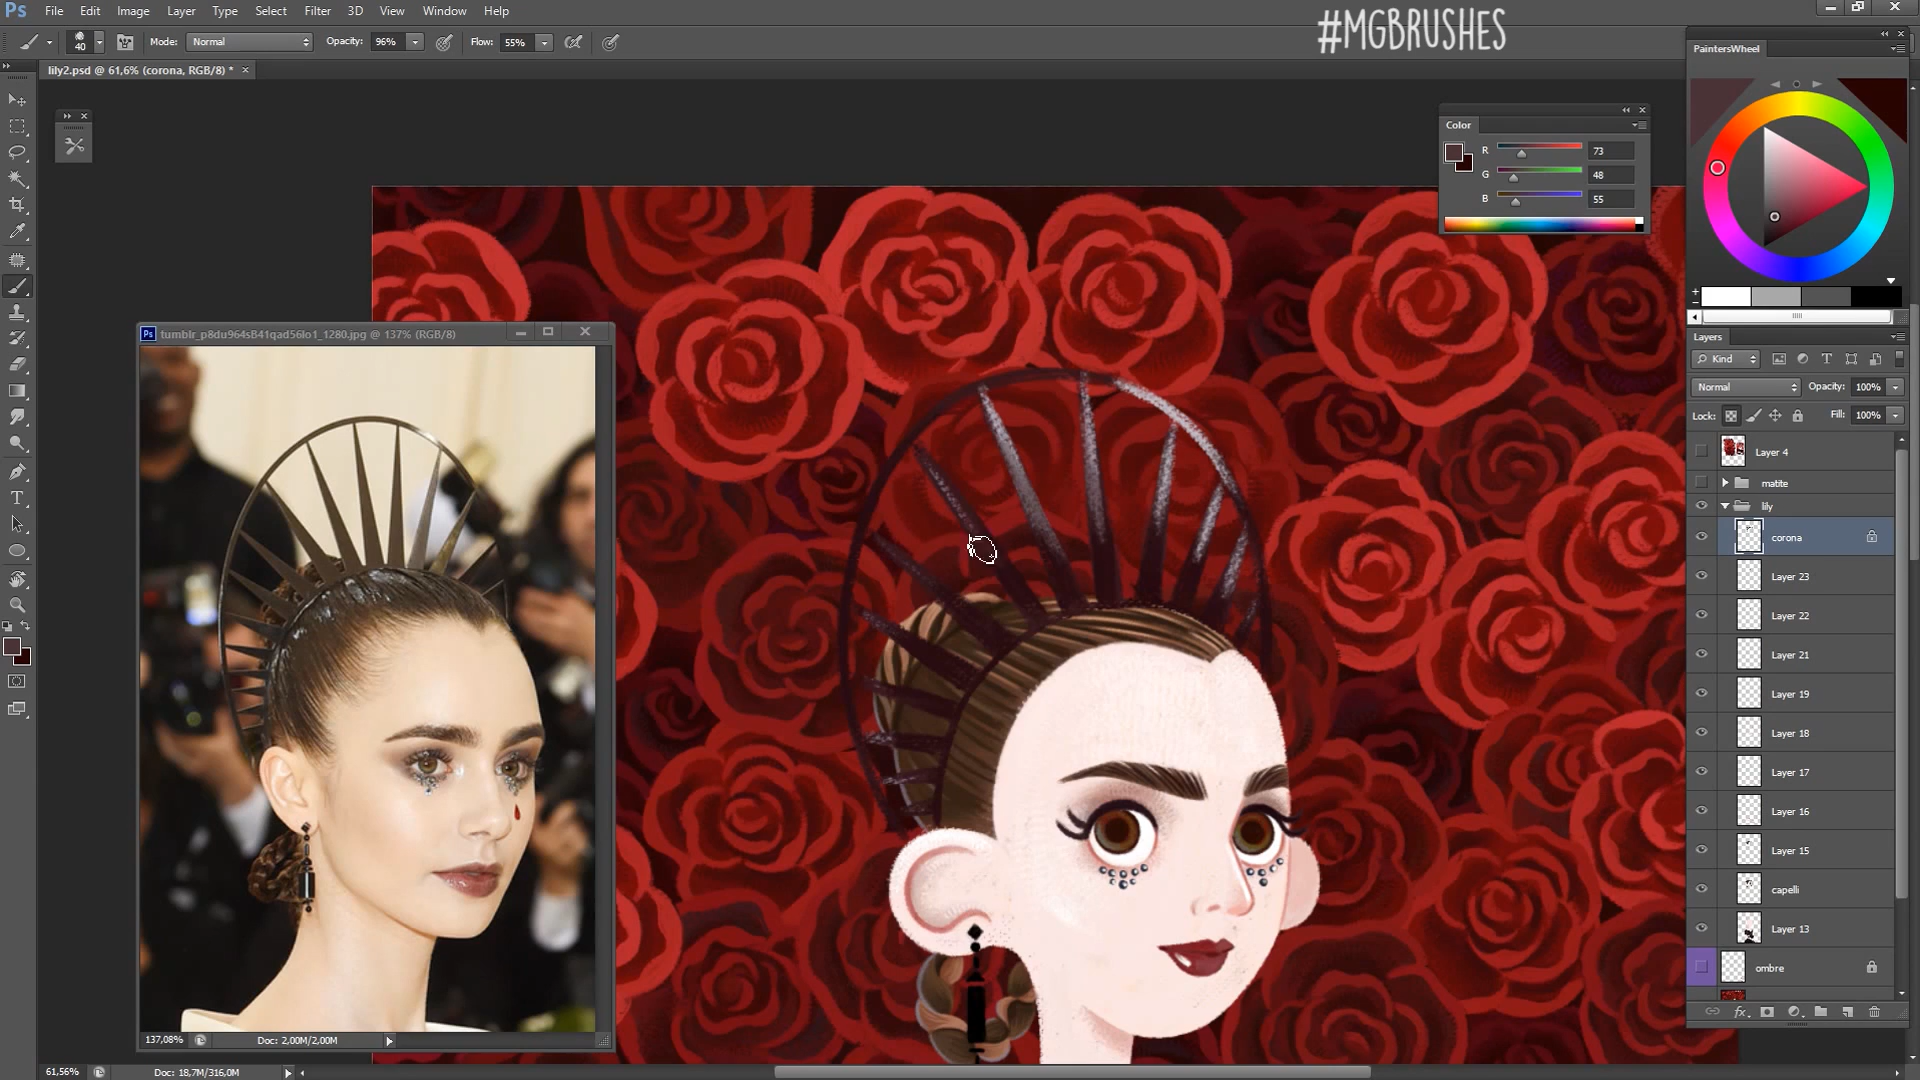 Ps File Edit Image Layer Type Select Filter 3D View Window Help
#MGBRUSHES
40 Mode: Normal Opacity: 96% Flow: 55%
PaintersWheel
lily2.psd @ 61,6% (corona, RGB/8) *
Color
R 73
G 48
B 55
Ps tumblr_p8du964sB41qad56lo1_1280.jpg @ 137% (RGB/8)
Layers
Kind
Normal Opacity: 100%
Lock: Fill: 100%
Layer 4
matite
lily
corona
Layer 23
Layer 22
Layer 21
Layer 19
Layer 18
Layer 17
Layer 16
Layer 15
capelli
Layer 13
ombre
fx
137,08% Doc: 2,00M/2,00M
61,56% Doc: 18,7M/316,0M